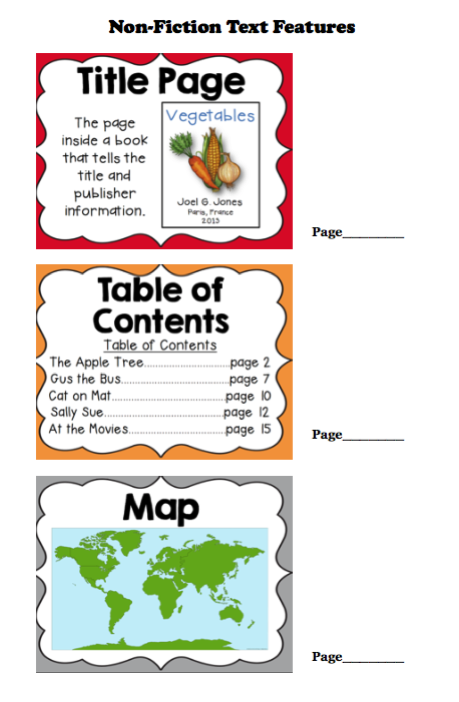 Non-Fiction Text Features
Title Page
The page
inside a book
that tells the
title and
publisher
information.
Vegetables
Joel G. Jones
Paris, France
2013
Page_________
Table of
Contents
Table of Contents
The Apple Tree......................page 2
Gus the Bus............................page 7
Cat on Mat.............................page 10
Sally Sue................................page 12
At the Movies.........................page 15
Page_________
Map
Page_________